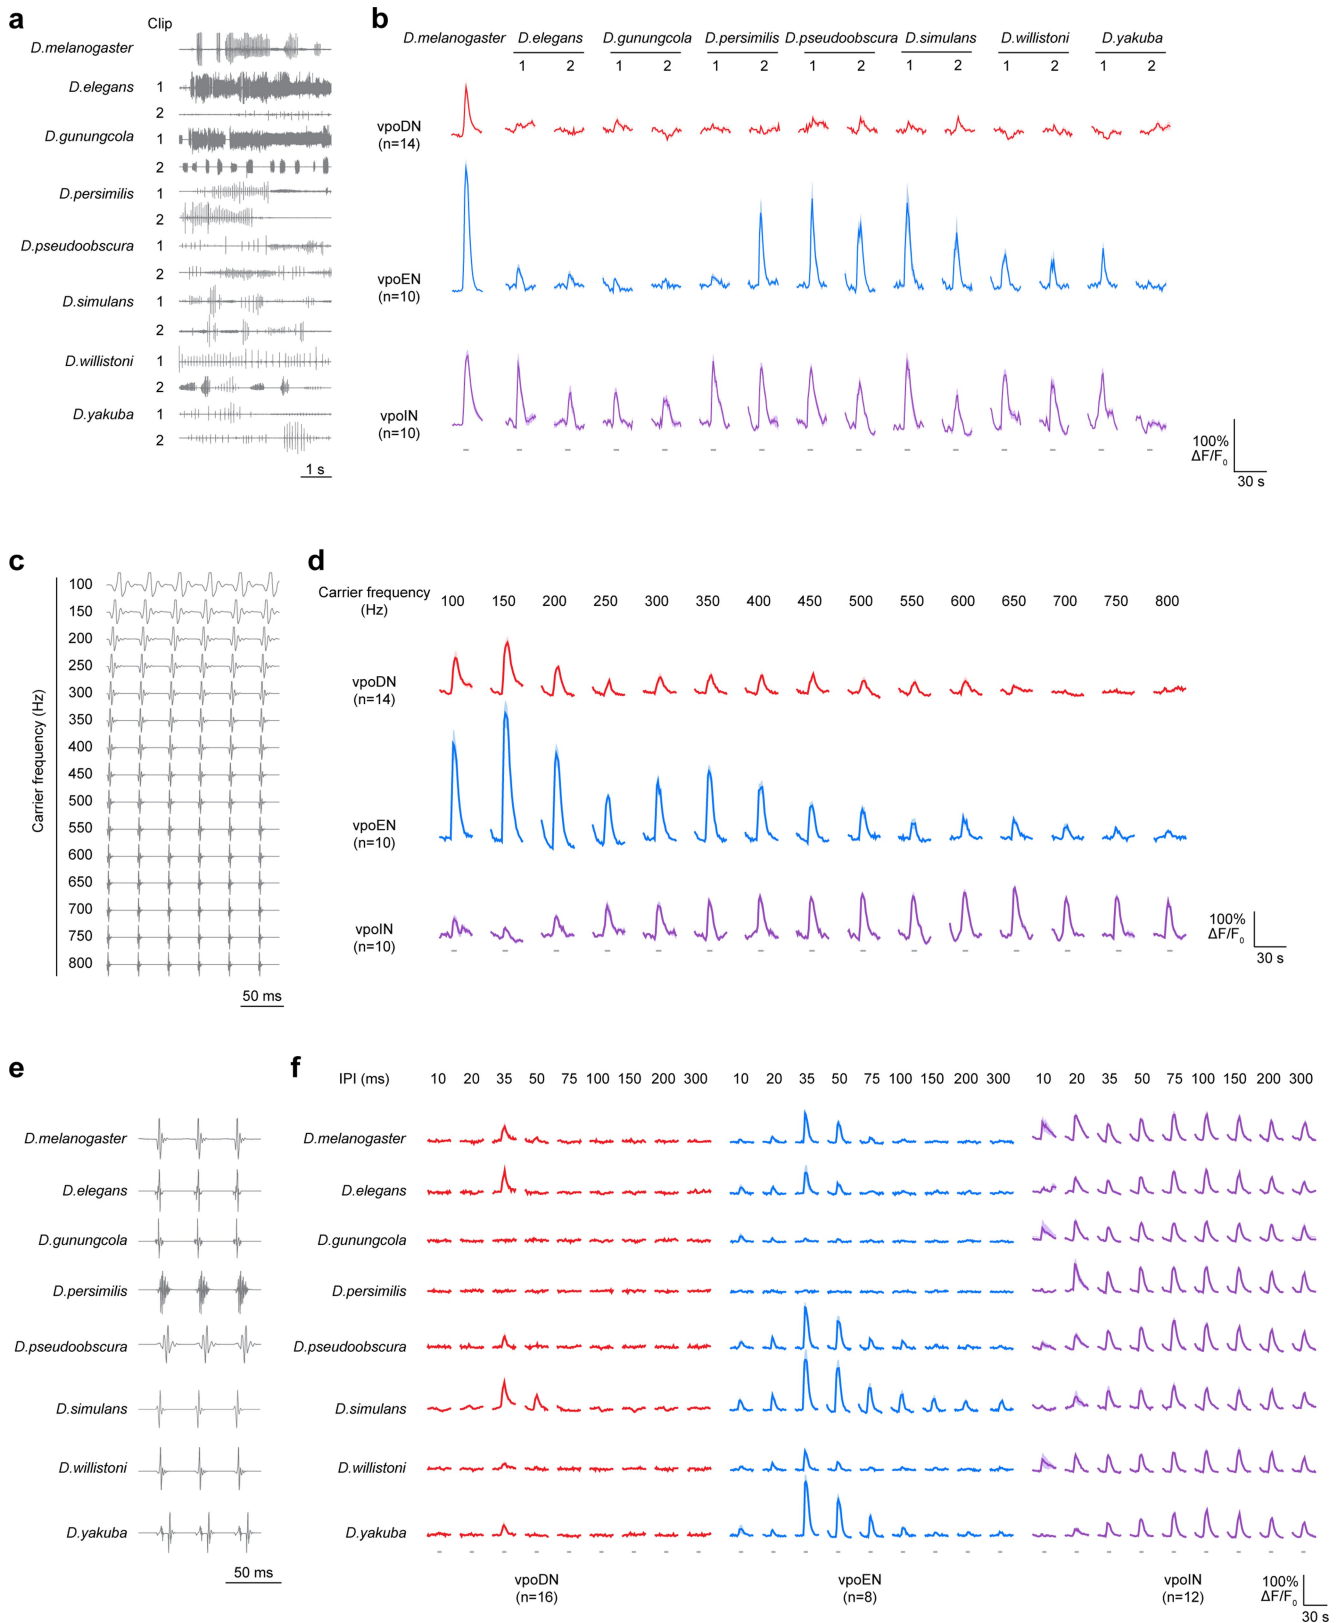 a
Clip
D.melanogaster
D.elegans 1
2
D.gunungcola 1
2
D.persimilis 1
2
D.pseudoobscura 1
2
D.simulans 1
2
D.willistoni 1
2
D.yakuba 1
2
1 s
b
D.melanogaster D.elegans D.gunungcola D.persimilis D.pseudoobscura D.simulans D.willistoni D.yakuba
1 2 1 2 1 2 1 2 1 2 1 2 1 2
vpoDN
(n=14)
vpoEN
(n=10)
vpoIN
(n=10)
100%
ΔF/F0
30 s
c
Carrier frequency (Hz)
100
150
200
250
300
350
400
450
500
550
600
650
700
750
800
50 ms
d
Carrier frequency
(Hz)
100 150 200 250 300 350 400 450 500 550 600 650 700 750 800
vpoDN
(n=14)
vpoEN
(n=10)
vpoIN
(n=10)
100%
ΔF/F0
30 s
e
D.melanogaster
D.elegans
D.gunungcola
D.persimilis
D.pseudoobscura
D.simulans
D.willistoni
D.yakuba
50 ms
f
IPI (ms) 10 20 35 50 75 100 150 200 300 10 20 35 50 75 100 150 200 300 10 20 35 50 75 100 150 200 300
D.melanogaster
D.elegans
D.gunungcola
D.persimilis
D.pseudoobscura
D.simulans
D.willistoni
D.yakuba
vpoDN
(n=16)
vpoEN
(n=8)
vpoIN
(n=12)
100%
ΔF/F0
30 s